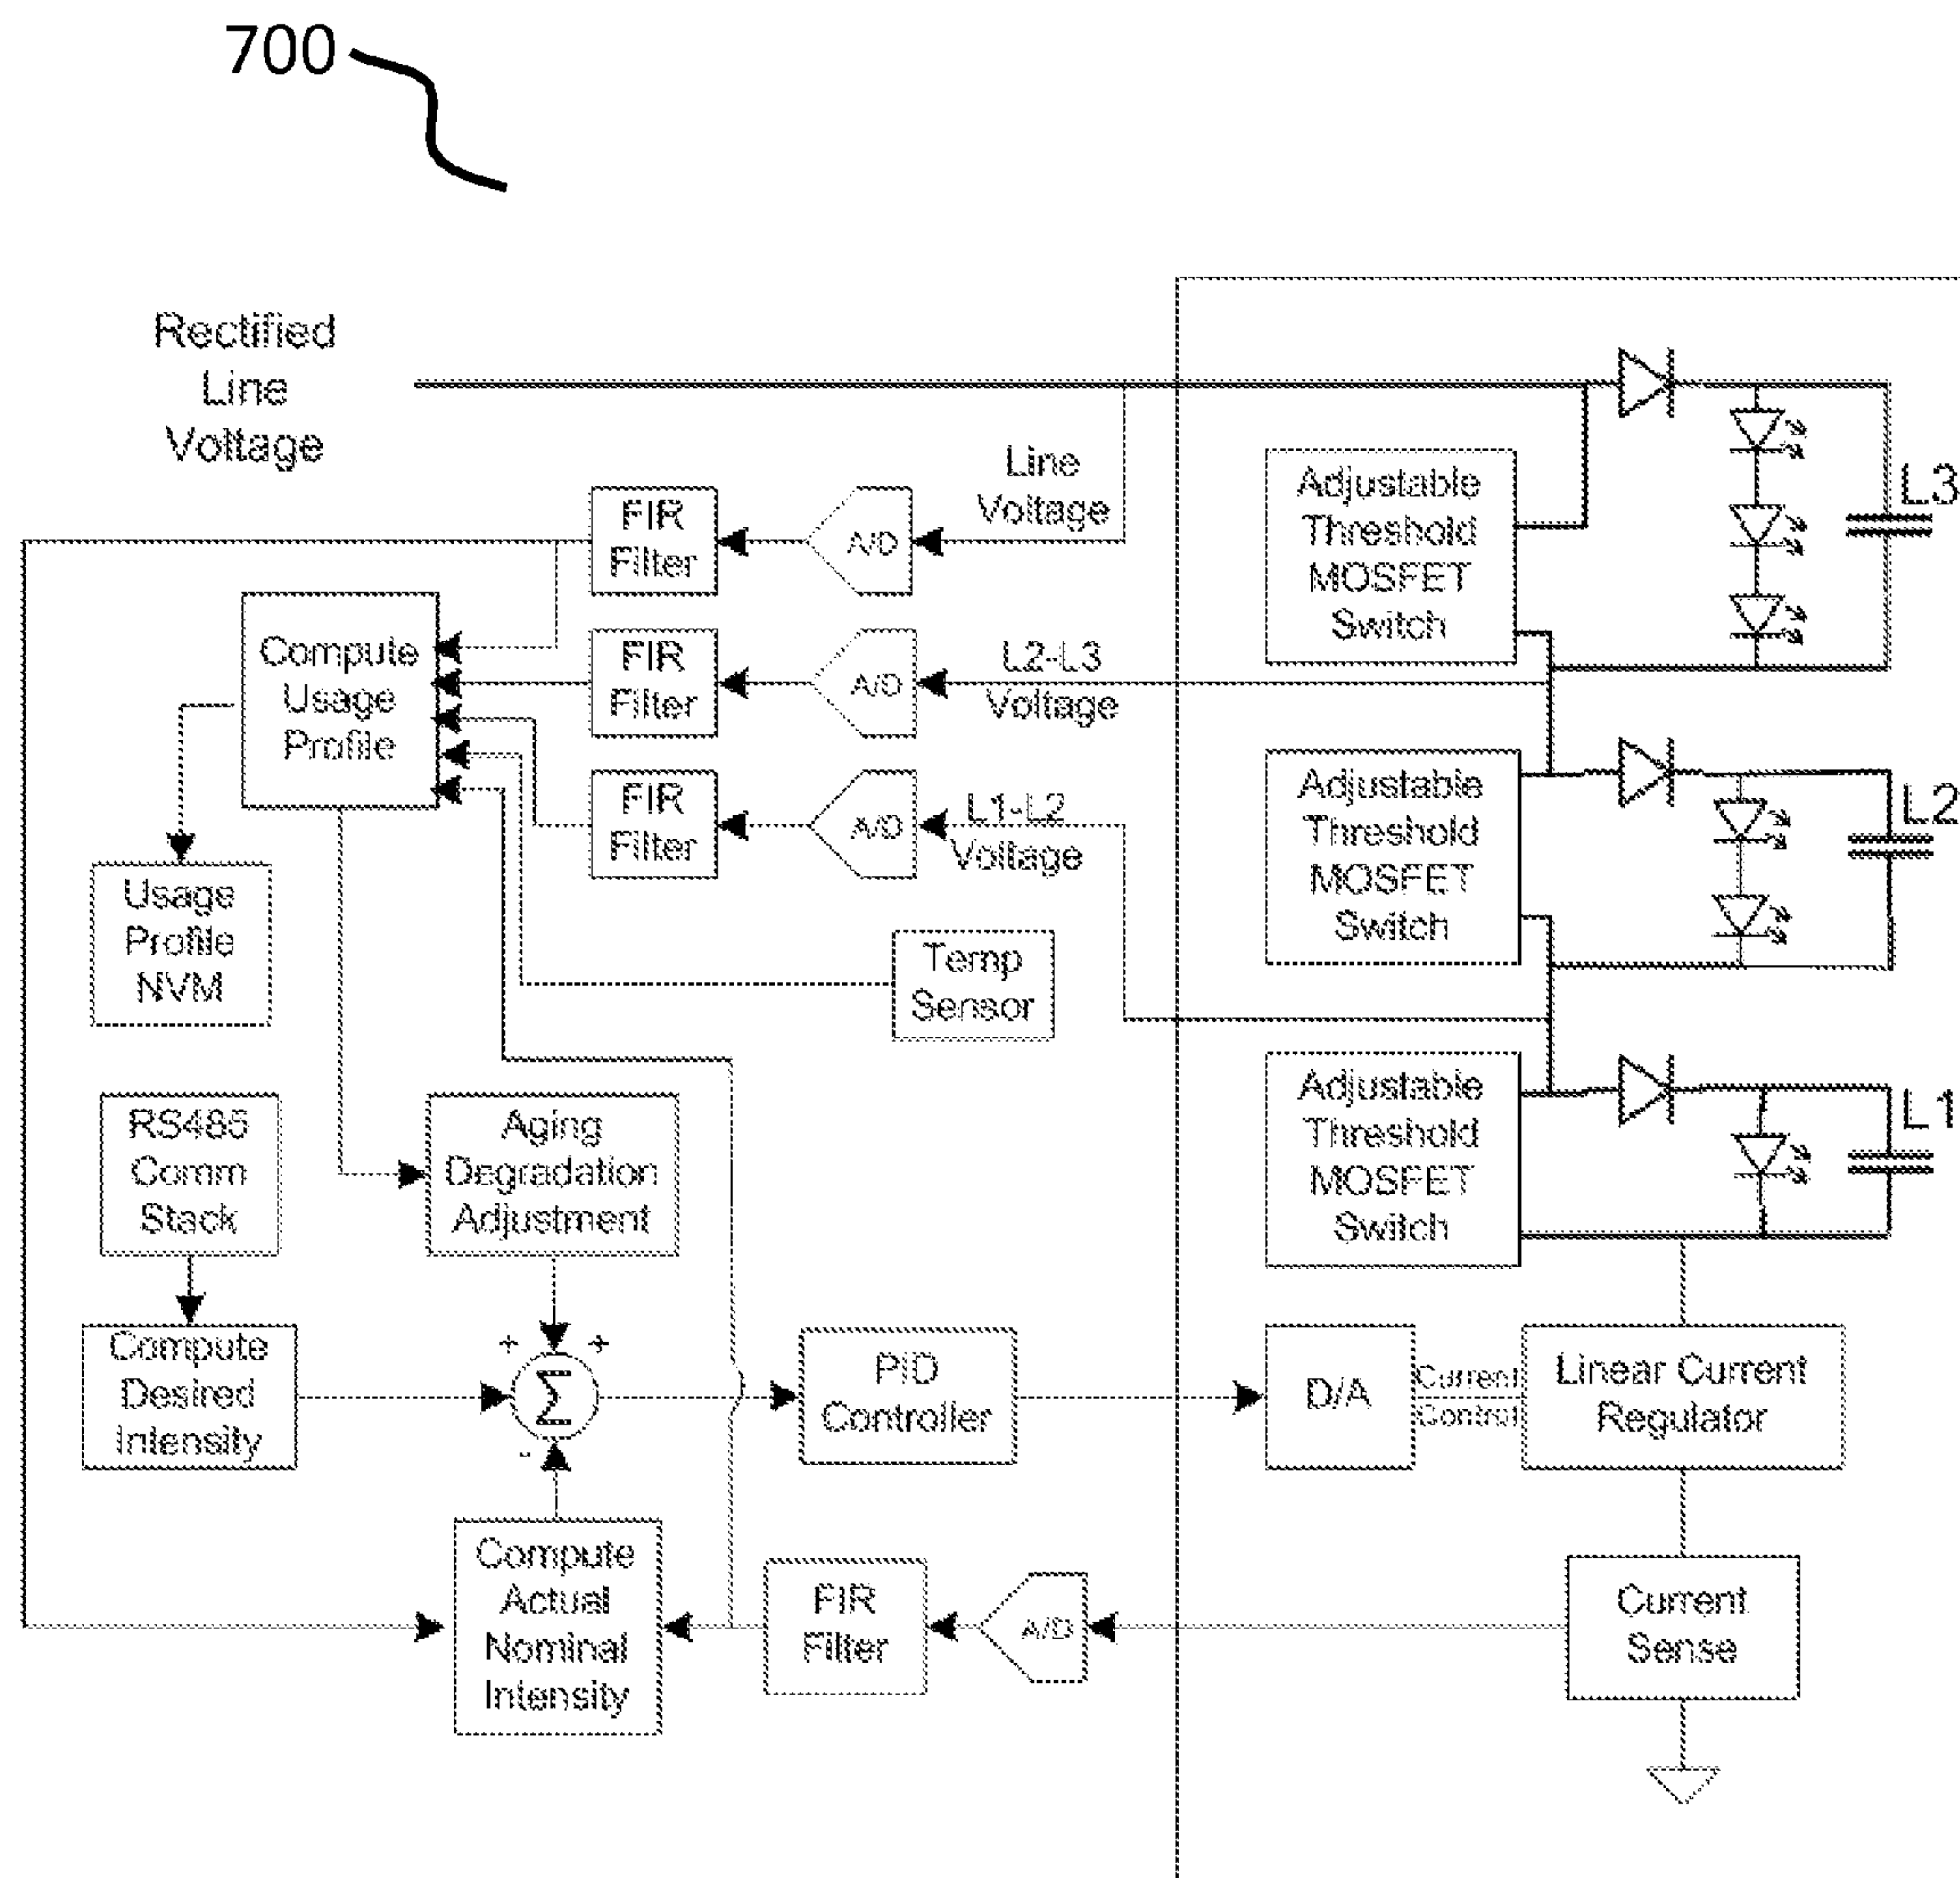 700
Rectified
Line
Voltage
Line
Voltage
FIR
Filter
A/D
Adjustable
Threshold
MOSFET
Switch
L3
Compute
Usage
Profile
FIR
Filter
A/D
L2-L3
Voltage
FIR
Filter
A/D
L1-L2
Voltage
Adjustable
Threshold
MOSFET
Switch
L2
Usage
Profile
NVM
Temp
Sensor
RS485
Comm
Stack
Aging
Degradation
Adjustment
Adjustable
Threshold
MOSFET
Switch
L1
Compute
Desired
Intensity
+
+
Σ
-
PID
Controller
D/A
Current
Control
Linear Current
Regulator
Compute
Actual
Nominal
Intensity
FIR
Filter
A/D
Current
Sense